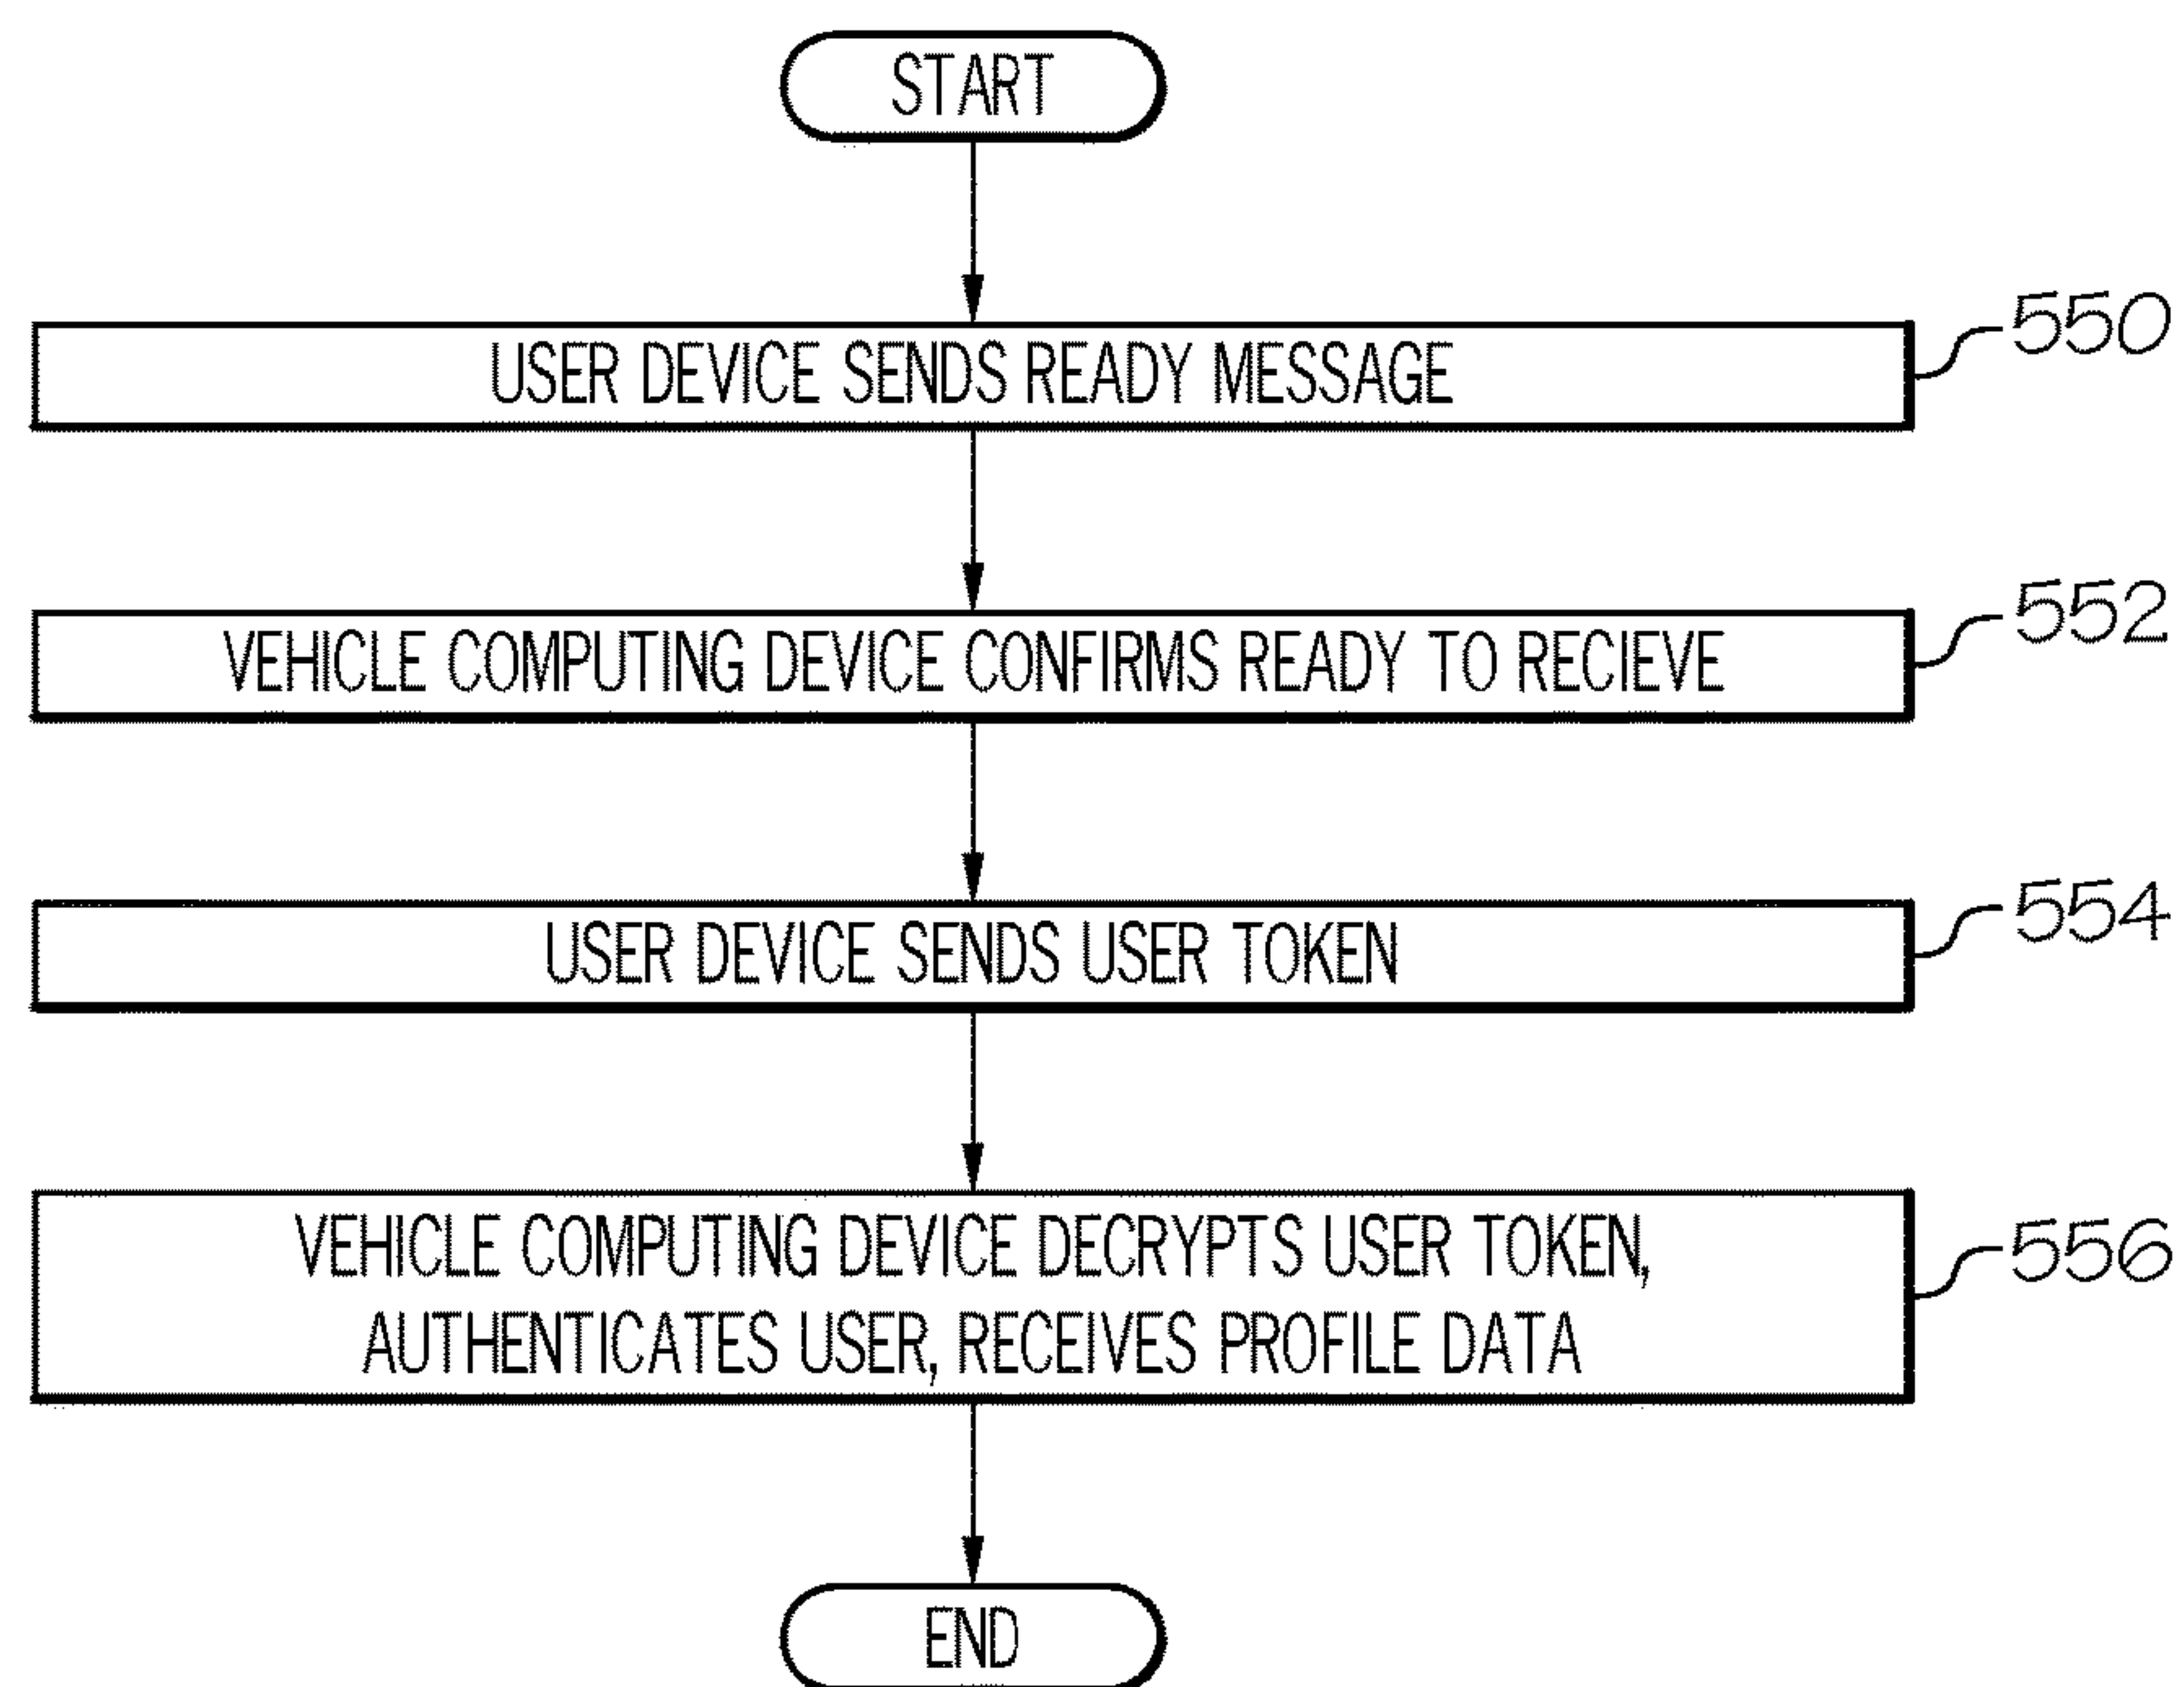 START
USER DEVICE SENDS READY MESSAGE
550
VEHICLE COMPUTING DEVICE CONFIRMS READY TO RECIEVE
552
USER DEVICE SENDS USER TOKEN
554
VEHICLE COMPUTING DEVICE DECRYPTS USER TOKEN,
AUTHENTICATES USER, RECEIVES PROFILE DATA
556
END